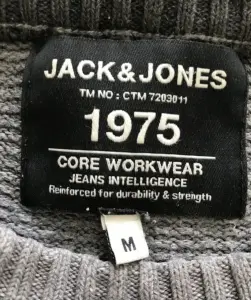 JACK&JONES
TM NO : CTM 7203011
1975
CORE WORKWEAR
JEANS INTELLIGENCE
Reinforced for durability & strength
M